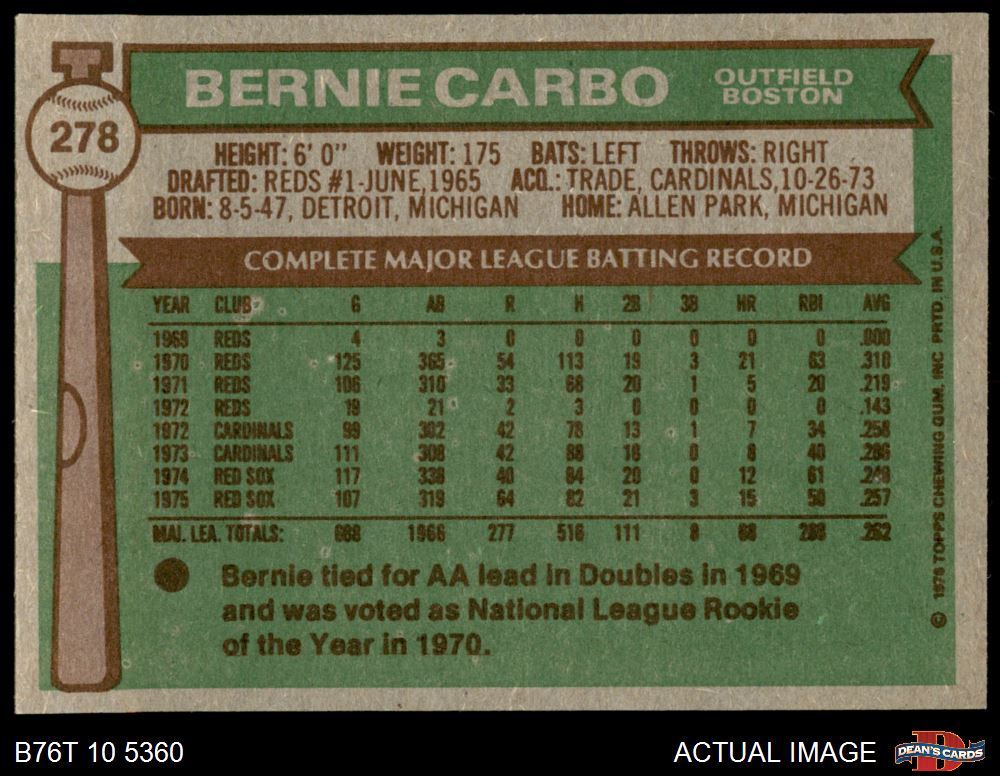 BERNIE CARBO OUTFIELD BOSTON
278
HEIGHT: 6' 0" WEIGHT: 175 BATS: LEFT THROWS: RIGHT
DRAFTED: REDS #1-JUNE, 1965 ACQ.: TRADE, CARDINALS, 10-26-73
BORN: 8-5-47, DETROIT, MICHIGAN HOME: ALLEN PARK, MICHIGAN
COMPLETE MAJOR LEAGUE BATTING RECORD
YEAR CLUB G AB R H 2B 3B HR RBI AVG
1969 REDS 4 3 0 0 0 0 0 0 .000
1970 REDS 125 365 54 113 19 3 21 63 .310
1971 REDS 106 310 33 68 20 1 5 20 .219
1972 REDS 19 21 2 3 0 0 0 0 .143
1972 CARDINALS 99 302 42 78 13 1 7 34 .258
1973 CARDINALS 111 308 42 88 18 0 8 40 .286
1974 RED SOX 117 338 40 84 20 0 12 61 .249
1975 RED SOX 107 319 64 82 21 3 15 50 .257
MAJ. LEA. TOTALS: 688 1966 277 516 111 8 68 268 .262
Bernie tied for AA lead in Doubles in 1969
and was voted as National League Rookie
of the Year in 1970.
© 1976 TOPPS CHEWING GUM, INC PRTD. IN U.S.A.
B76T 10 5360
ACTUAL IMAGE
DEAN'S CARDS